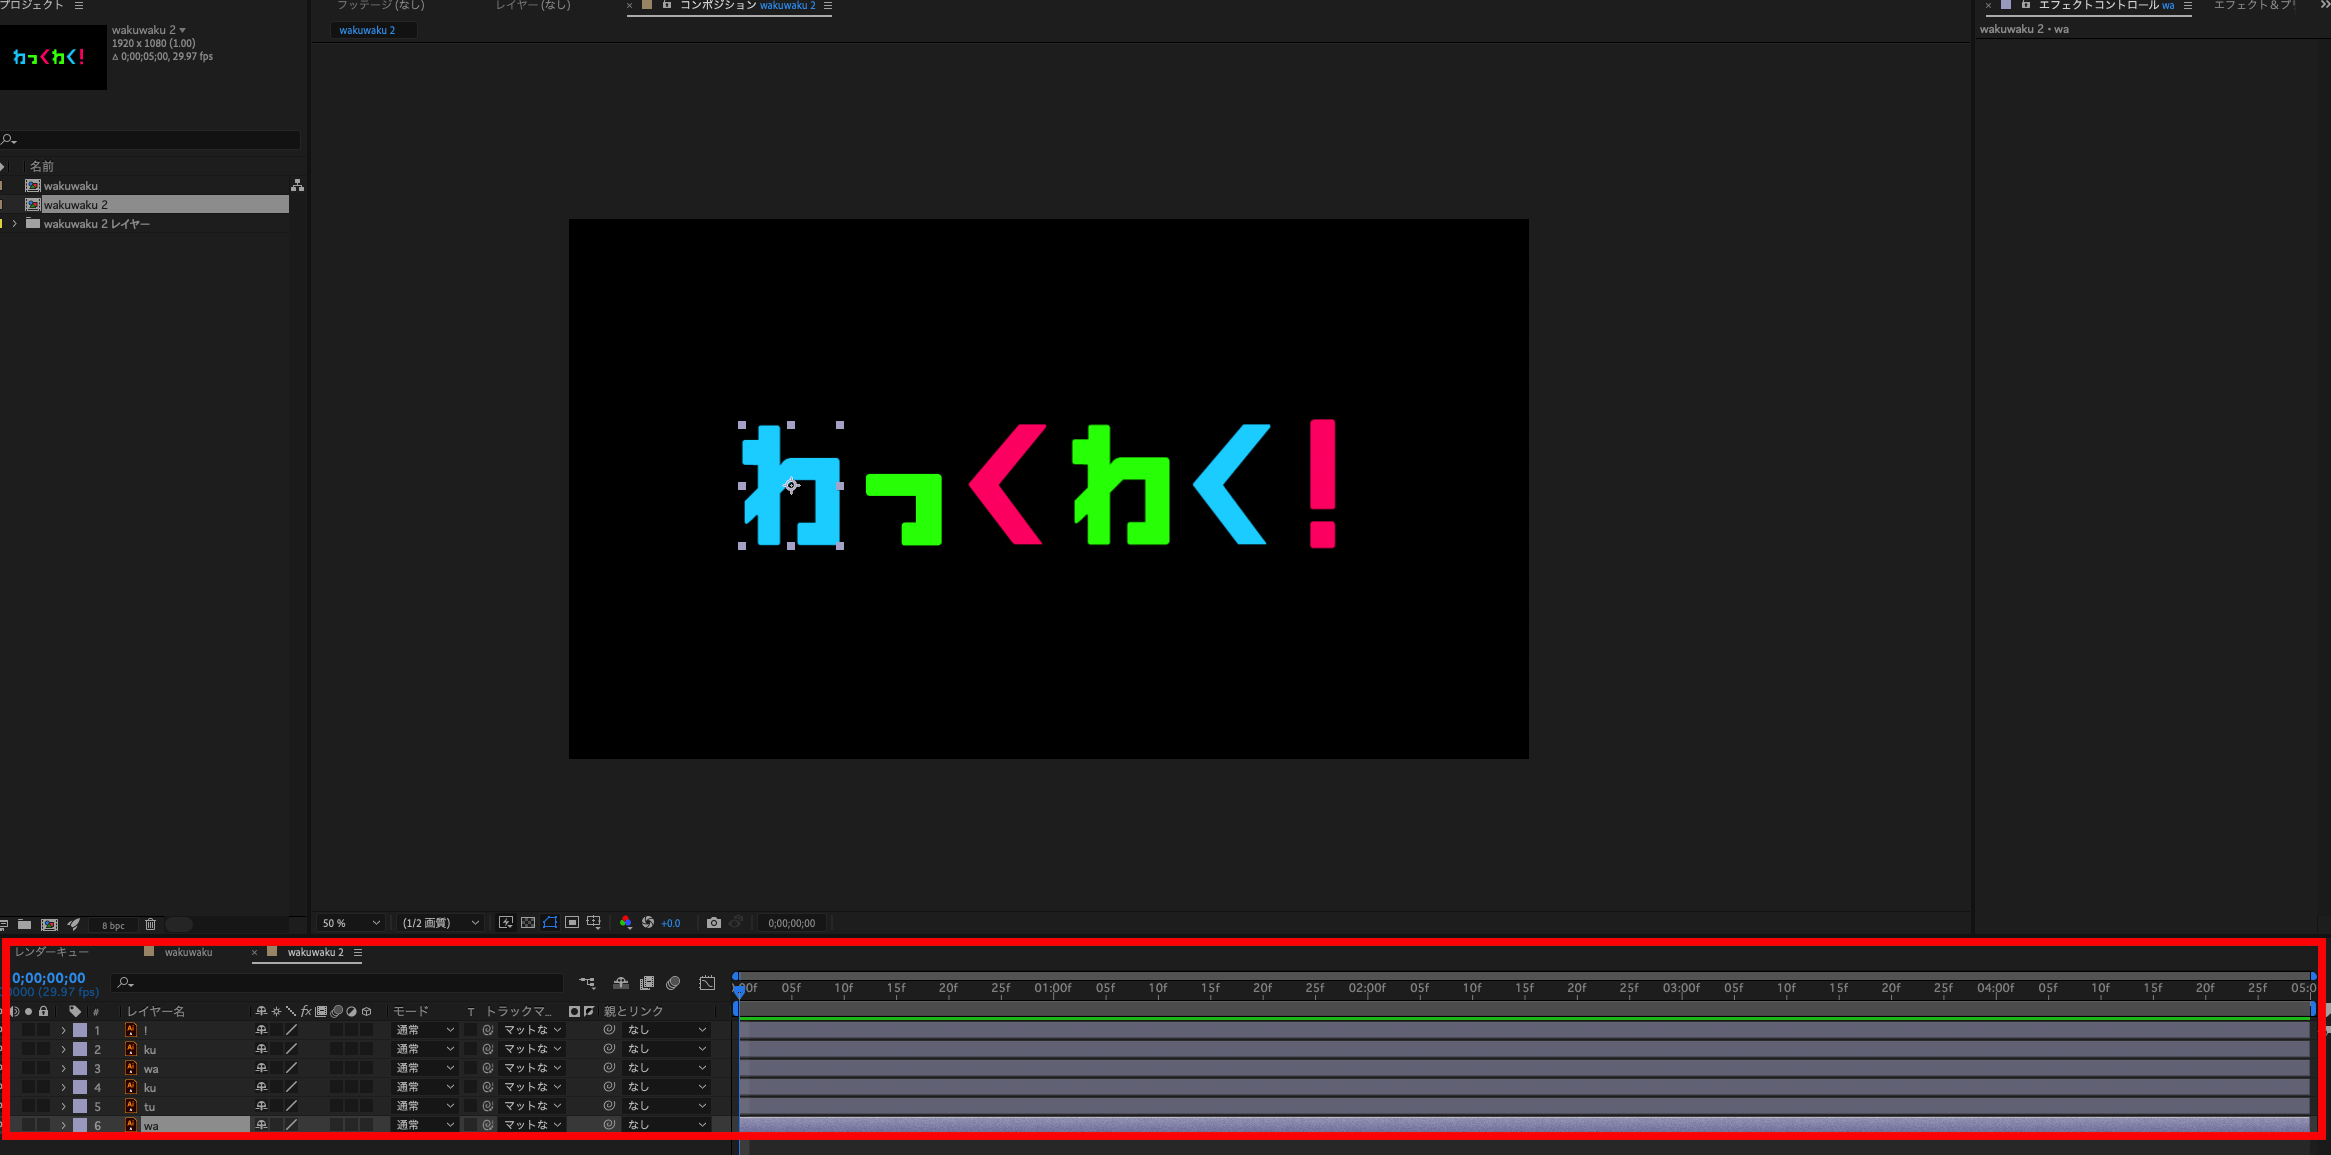 プロジェクト
フッテージ (なし)
レイヤー (なし)
コンポジション wakuwaku 2
エフェクトコントロール wa
エフェクト＆プ
wakuwaku 2
1920 x 1080 (1.00)
Δ 0;00;05;00, 29.97 fps
わっくわく!
wakuwaku 2
wakuwaku 2・wa
名前
wakuwaku
wakuwaku 2
wakuwaku 2 レイヤー
わっくわく!
8 bpc
50 %
(1/2 画質)
+0.0
0;00;00;00
レンダーキュー
wakuwaku
wakuwaku 2
0;00;00;00
0000 (29.97 fps)
00f 05f 10f 15f 20f 25f 01:00f 05f 10f 15f 20f 25f 02:00f 05f 10f 15f 20f 25f 03:00f 05f 10f 15f 20f 25f 04:00f 05f 10f 15f 20f 25f 05:0
# レイヤー名 fx モード T トラックマ... 親とリンク
1 ! 通常 マットな なし
2 ku 通常 マットな なし
3 wa 通常 マットな なし
4 ku 通常 マットな なし
5 tu 通常 マットな なし
6 wa 通常 マットな なし